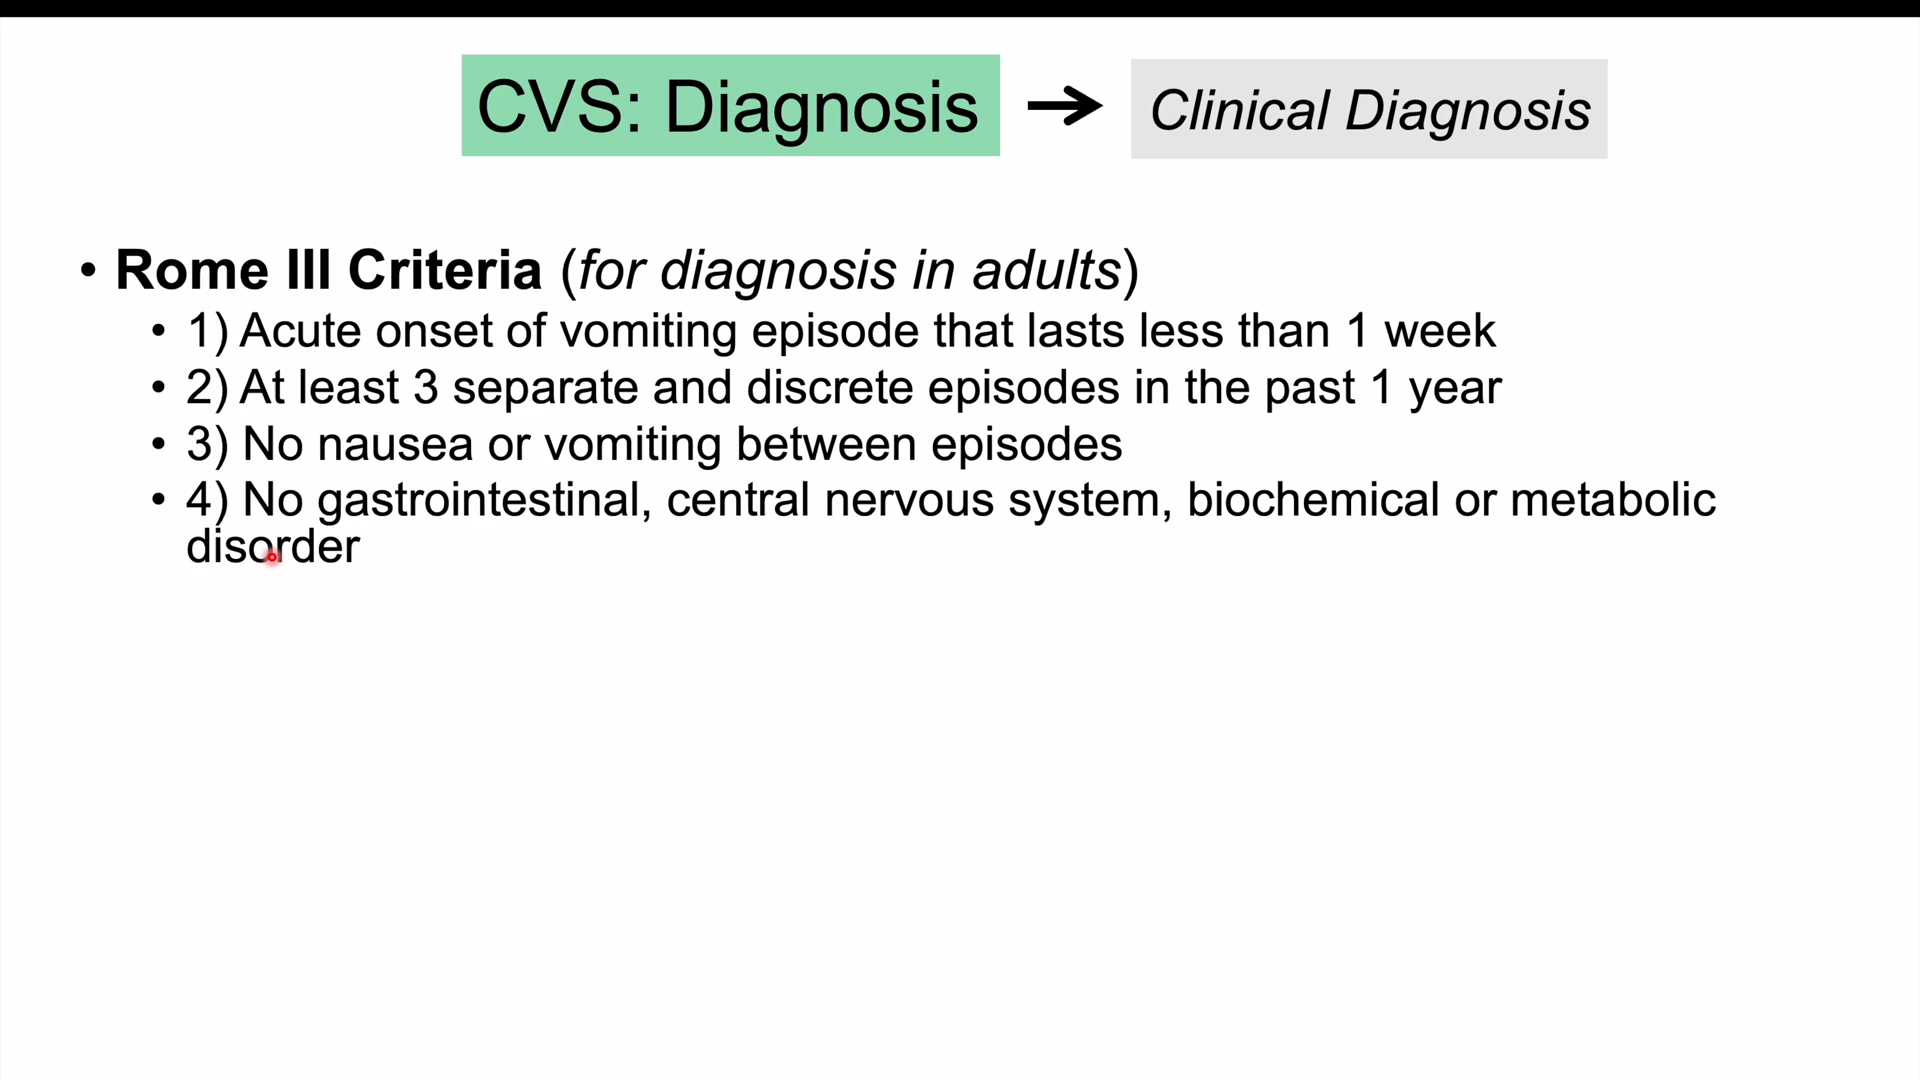 CVS: Diagnosis → Clinical Diagnosis
• Rome III Criteria (for diagnosis in adults)
• 1) Acute onset of vomiting episode that lasts less than 1 week
• 2) At least 3 separate and discrete episodes in the past 1 year
• 3) No nausea or vomiting between episodes
• 4) No gastrointestinal, central nervous system, biochemical or metabolic
disorder